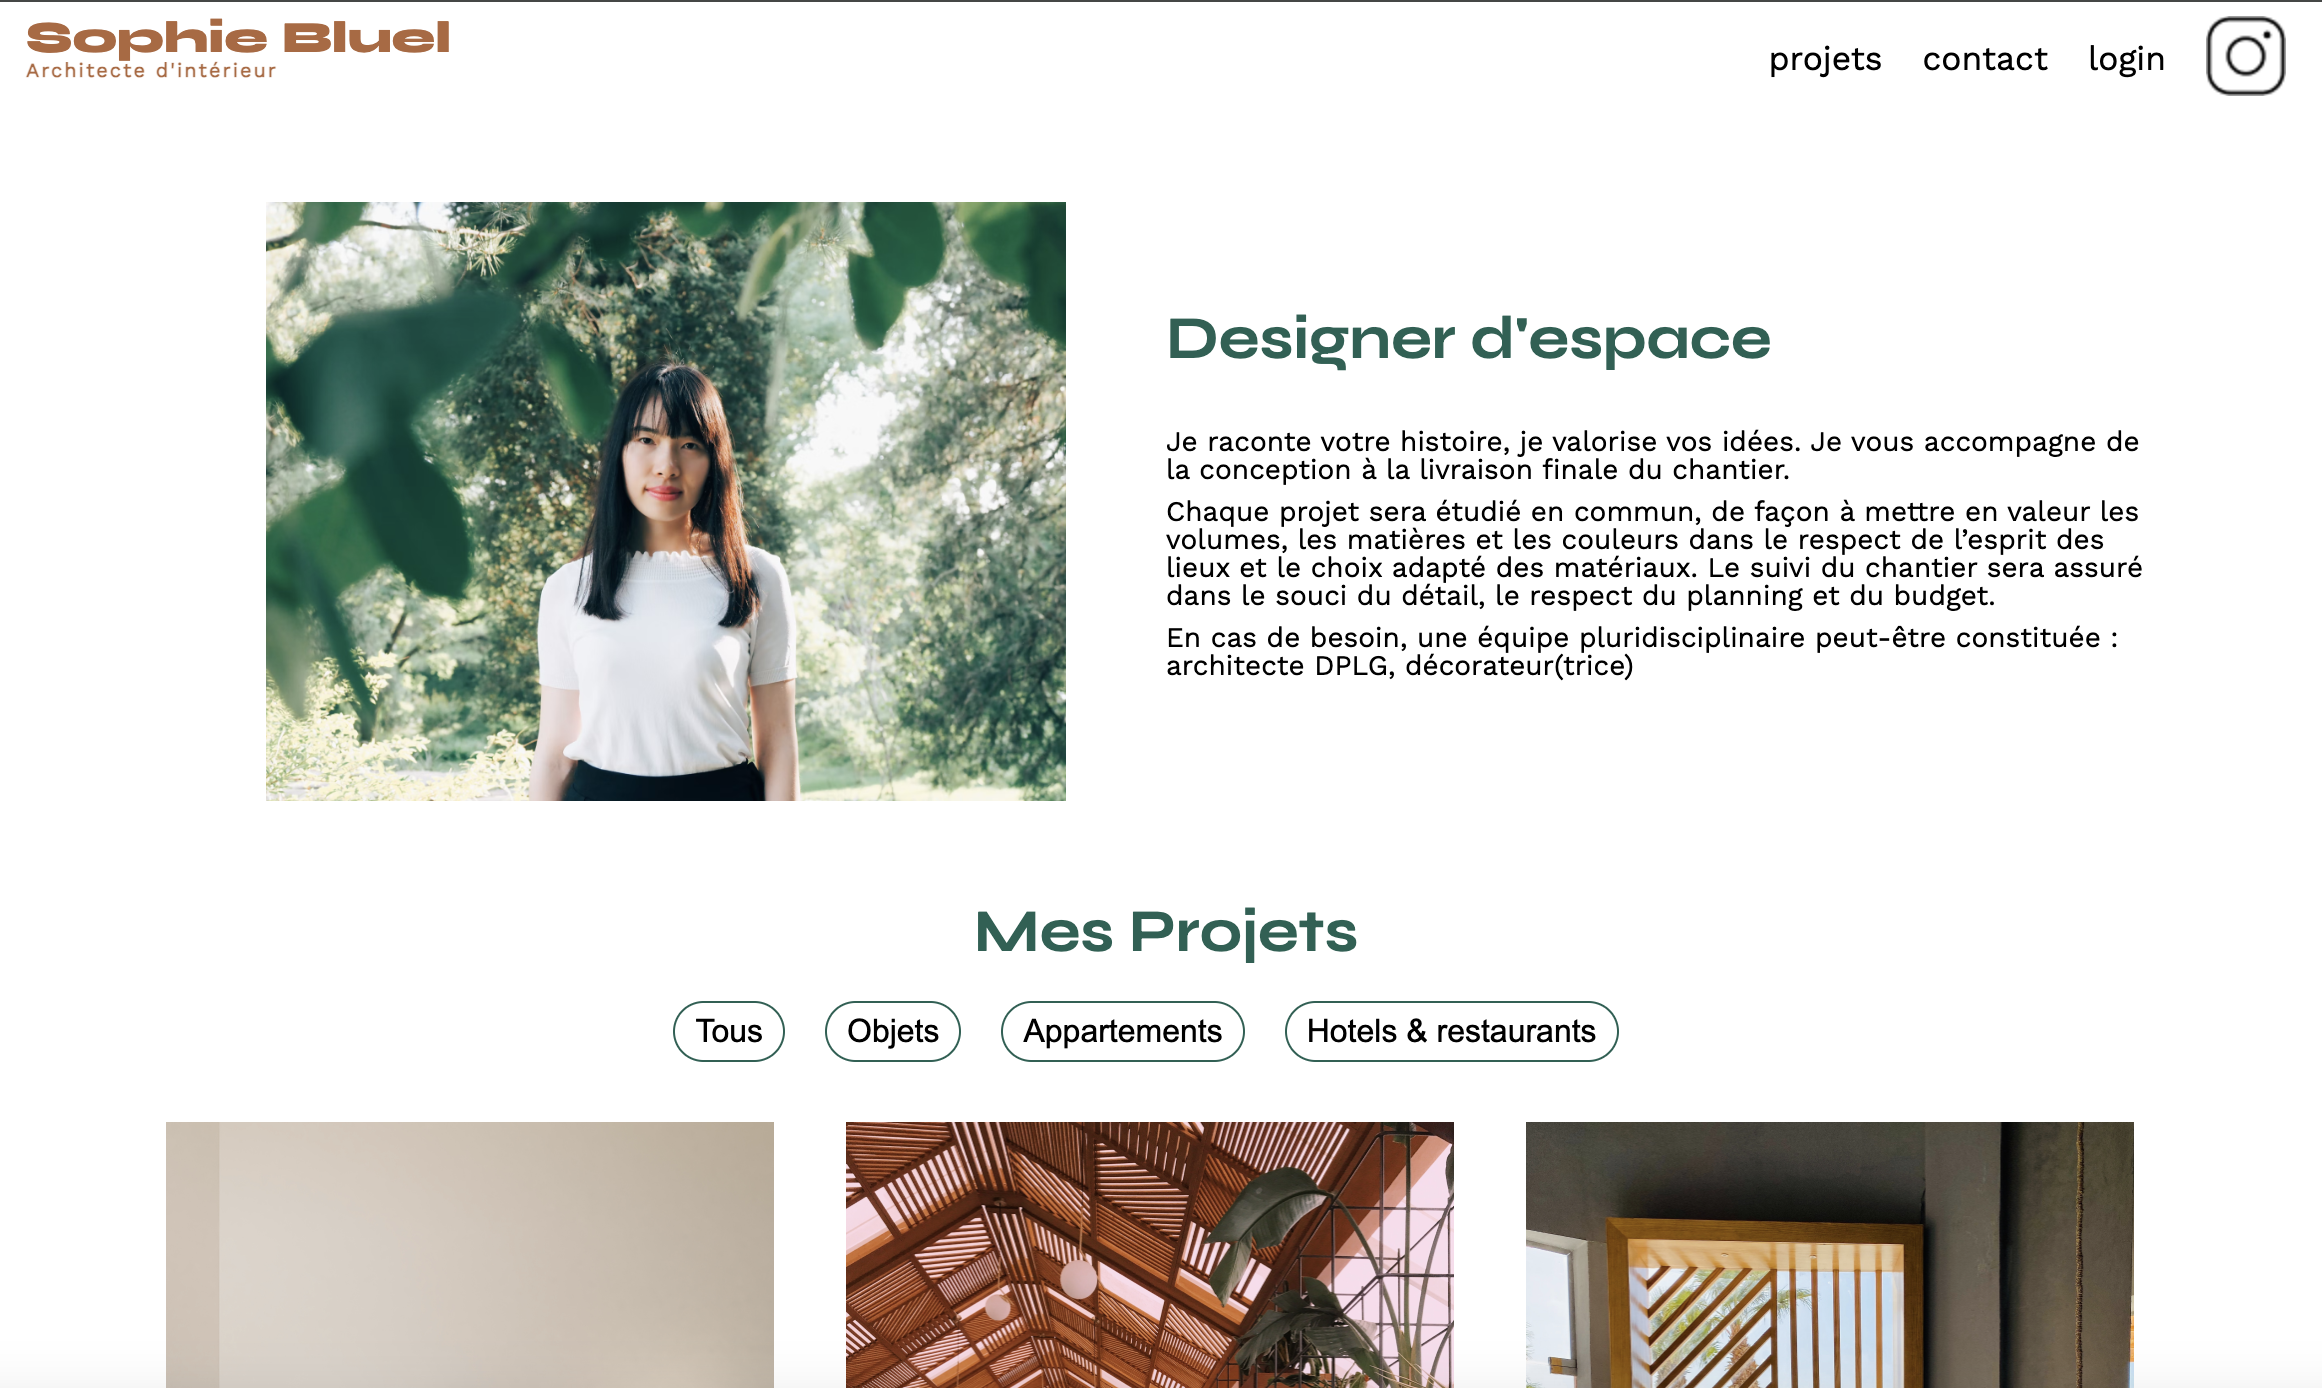 Sophie Bluel
Architecte d'intérieur
projets contact login
Designer d'espace
Je raconte votre histoire, je valorise vos idées. Je vous accompagne de
la conception à la livraison finale du chantier.
Chaque projet sera étudié en commun, de façon à mettre en valeur les
volumes, les matières et les couleurs dans le respect de l’esprit des
lieux et le choix adapté des matériaux. Le suivi du chantier sera assuré
dans le souci du détail, le respect du planning et du budget.
En cas de besoin, une équipe pluridisciplinaire peut-être constituée :
architecte DPLG, décorateur(trice)
Mes Projets
Tous Objets Appartements Hotels & restaurants